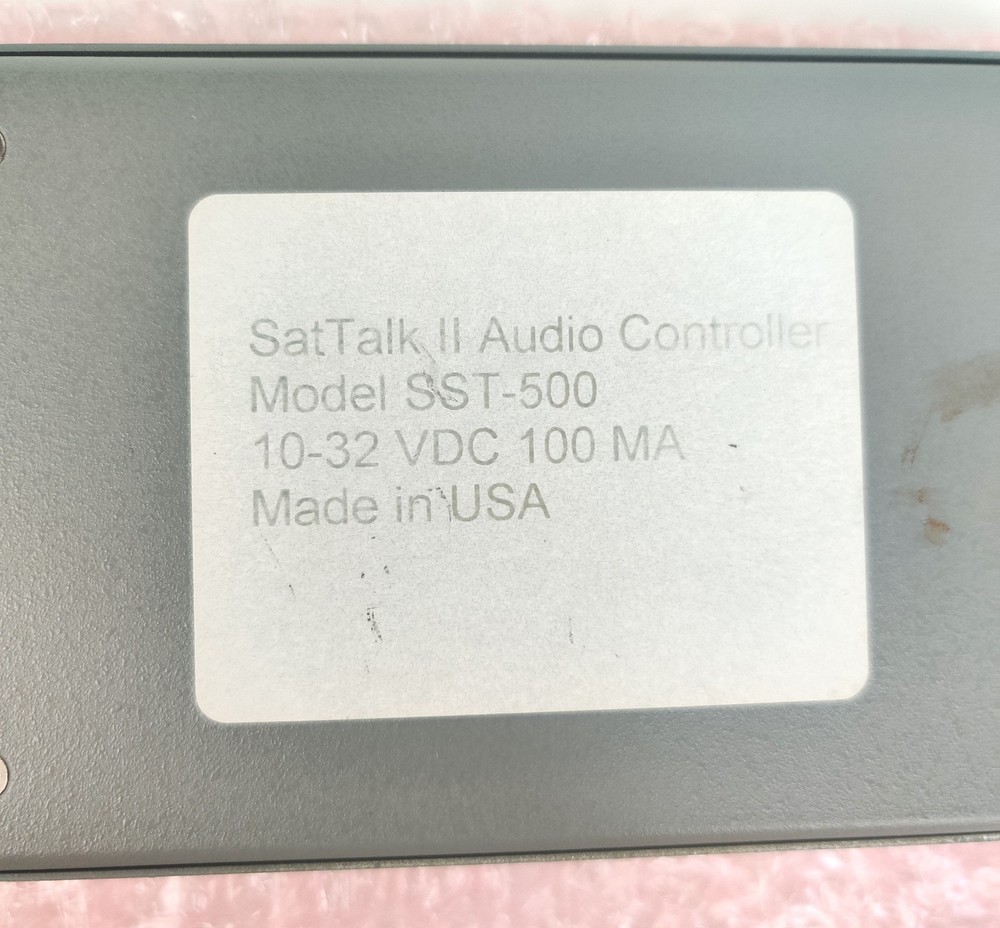 SatTalk II Audio Controller
Model SST-500
10-32 VDC 100 MA
Made in USA